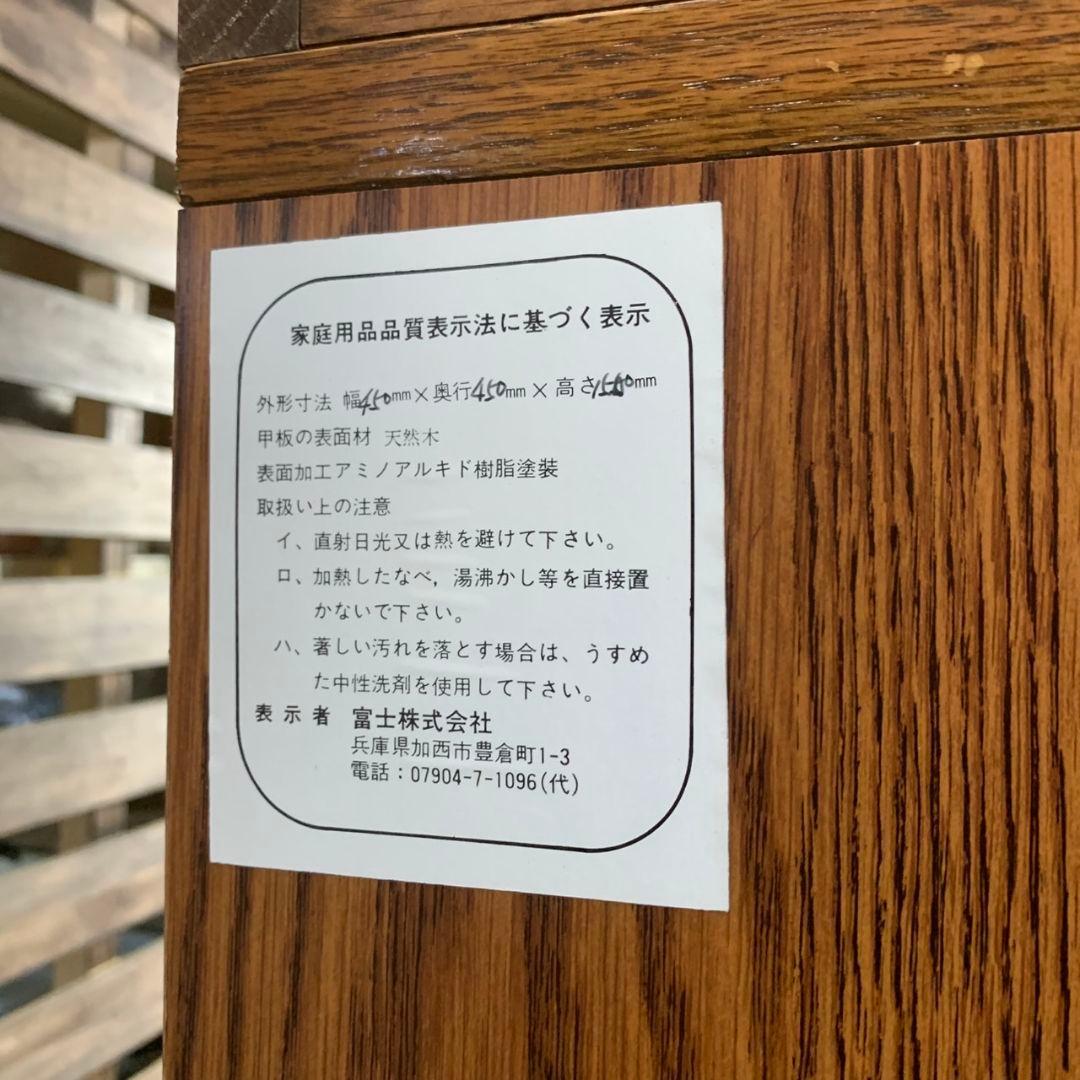 家庭用品品質表示法に基づく表示
外形寸法 幅450mm×奥行450mm×高さ1550mm
甲板の表面材 天然木
表面加工アミノアルキド樹脂塗装
取扱い上の注意
イ、直射日光又は熱を避けて下さい。
ロ、加熱したなべ，湯沸かし等を直接置
かないで下さい。
ハ、著しい汚れを落とす場合は、うすめ
た中性洗剤を使用して下さい。
表示者 富士株式会社
兵庫県加西市豊倉町1-3
電話：07904-7-1096(代)